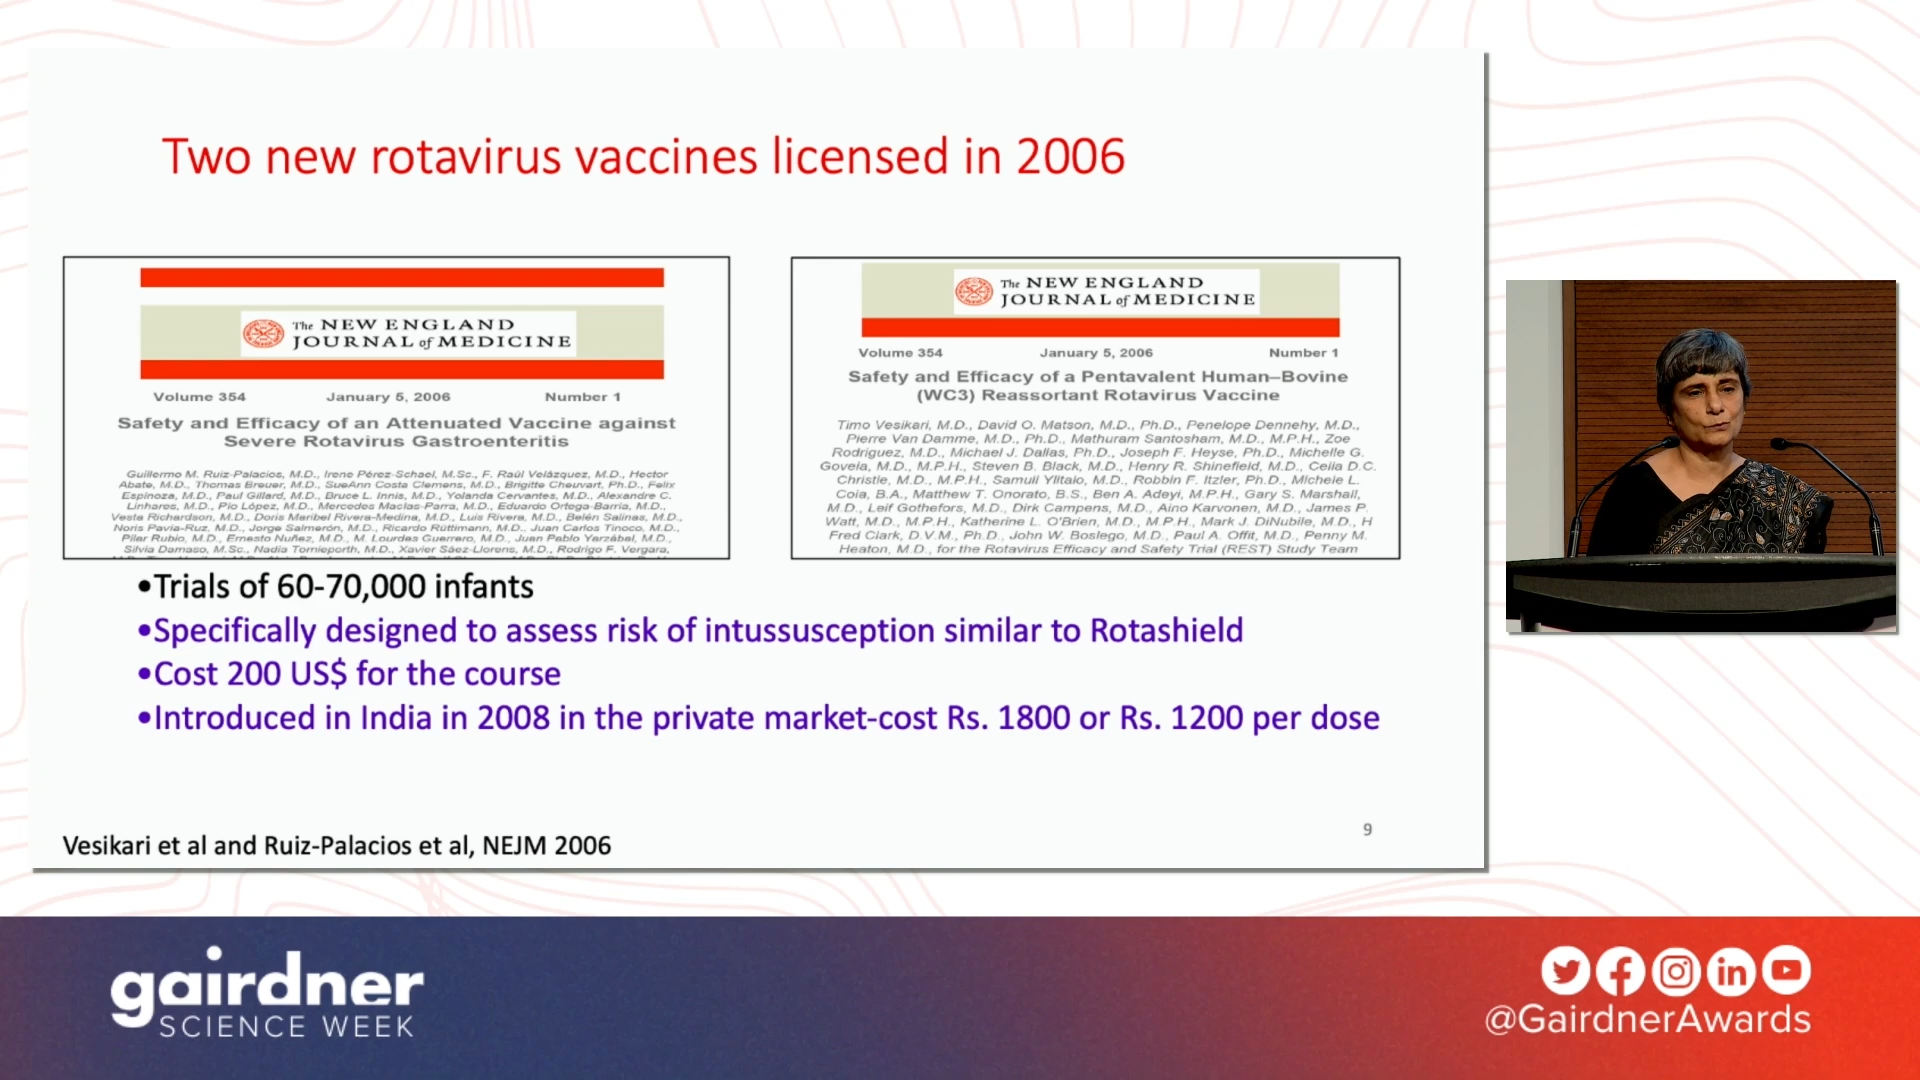 Two new rotavirus vaccines licensed in 2006
The NEW ENGLAND
JOURNAL of MEDICINE
Volume 354 January 5, 2006 Number 1
Safety and Efficacy of an Attenuated Vaccine against
Severe Rotavirus Gastroenteritis
Guillermo M. Ruiz-Palacios, M.D., Irene Pérez-Schael, M.Sc., F. Raúl Velázquez, M.D., Hector
Abate, M.D., Thomas Breuer, M.D., SueAnn Costa Clemens, M.D., Brigitte Cheuvart, Ph.D., Felix
Espinoza, M.D., Paul Gillard, M.D., Bruce L. Innis, M.D., Yolanda Cervantes, M.D., Alexandre C.
Linhares, M.D., Pío López, M.D., Mercedes Macías-Parra, M.D., Eduardo Ortega-Barría, M.D.,
Vesta Richardson, M.D., Doris Maribel Rivera-Medina, M.D., Luis Rivera, M.D., Belén Salinas, M.D.,
Noris Pavía-Ruz, M.D., Jorge Salmerón, M.D., Ricardo Rüttimann, M.D., Juan Carlos Tinoco, M.D.,
Pilar Rubio, M.D., Ernesto Nuñez, M.D., M. Lourdes Guerrero, M.D., Juan Pablo Yarzábal, M.D.,
Silvia Damaso, M.Sc., Nadia Tornieporth, M.D., Xavier Sáez-Llorens, M.D., Rodrigo F. Vergara,
The NEW ENGLAND
JOURNAL of MEDICINE
Volume 354 January 5, 2006 Number 1
Safety and Efficacy of a Pentavalent Human–Bovine
(WC3) Reassortant Rotavirus Vaccine
Timo Vesikari, M.D., David O. Matson, M.D., Ph.D., Penelope Dennehy, M.D.,
Pierre Van Damme, M.D., Ph.D., Mathuram Santosham, M.D., M.P.H., Zoe
Rodriguez, M.D., Michael J. Dallas, Ph.D., Joseph F. Heyse, Ph.D., Michelle G.
Goveia, M.D., M.P.H., Steven B. Black, M.D., Henry R. Shinefield, M.D., Celia D.C.
Christie, M.D., M.P.H., Samuli Ylitalo, M.D., Robbin F. Itzler, Ph.D., Michele L.
Coia, B.A., Matthew T. Onorato, B.S., Ben A. Adeyi, M.P.H., Gary S. Marshall,
M.D., Leif Gothefors, M.D., Dirk Campens, M.D., Aino Karvonen, M.D., James P.
Watt, M.D., M.P.H., Katherine L. O'Brien, M.D., M.P.H., Mark J. DiNubile, M.D., H
Fred Clark, D.V.M., Ph.D., John W. Boslego, M.D., Paul A. Offit, M.D., Penny M.
Heaton, M.D., for the Rotavirus Efficacy and Safety Trial (REST) Study Team
•Trials of 60-70,000 infants
•Specifically designed to assess risk of intussusception similar to Rotashield
•Cost 200 US$ for the course
•Introduced in India in 2008 in the private market-cost Rs. 1800 or Rs. 1200 per dose
9
Vesikari et al and Ruiz-Palacios et al, NEJM 2006
gairdner
SCIENCE WEEK
@GairdnerAwards